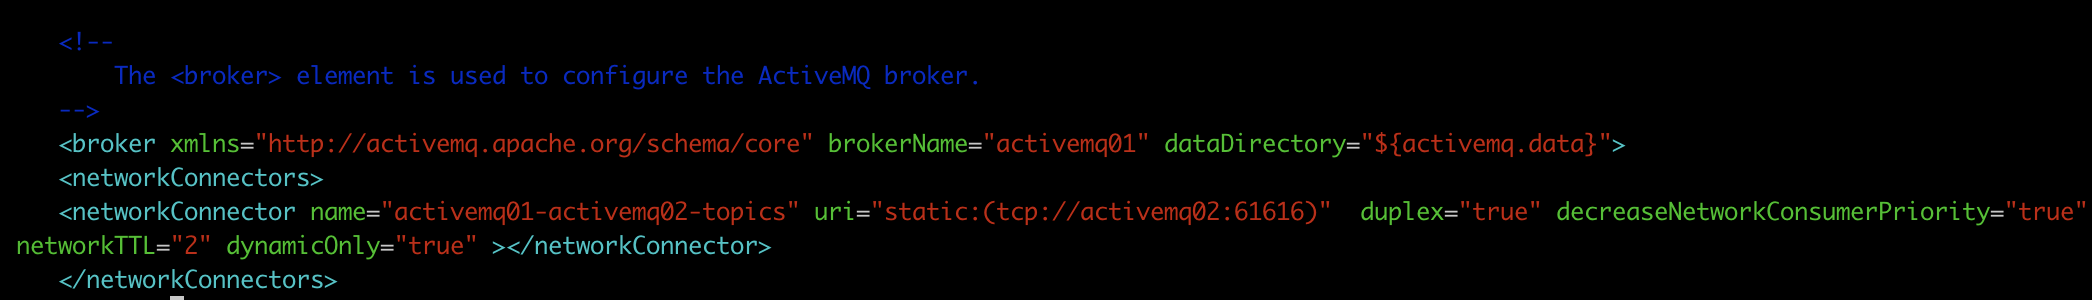 <!--
The <broker> element is used to configure the ActiveMQ broker.
-->
<broker xmlns="http://activemq.apache.org/schema/core" brokerName="activemq01" dataDirectory="${activemq.data}">
<networkConnectors>
<networkConnector name="activemq01-activemq02-topics" uri="static:(tcp://activemq02:61616)"  duplex="true" decreaseNetworkConsumerPriority="true"
networkTTL="2" dynamicOnly="true" ></networkConnector>
</networkConnectors>